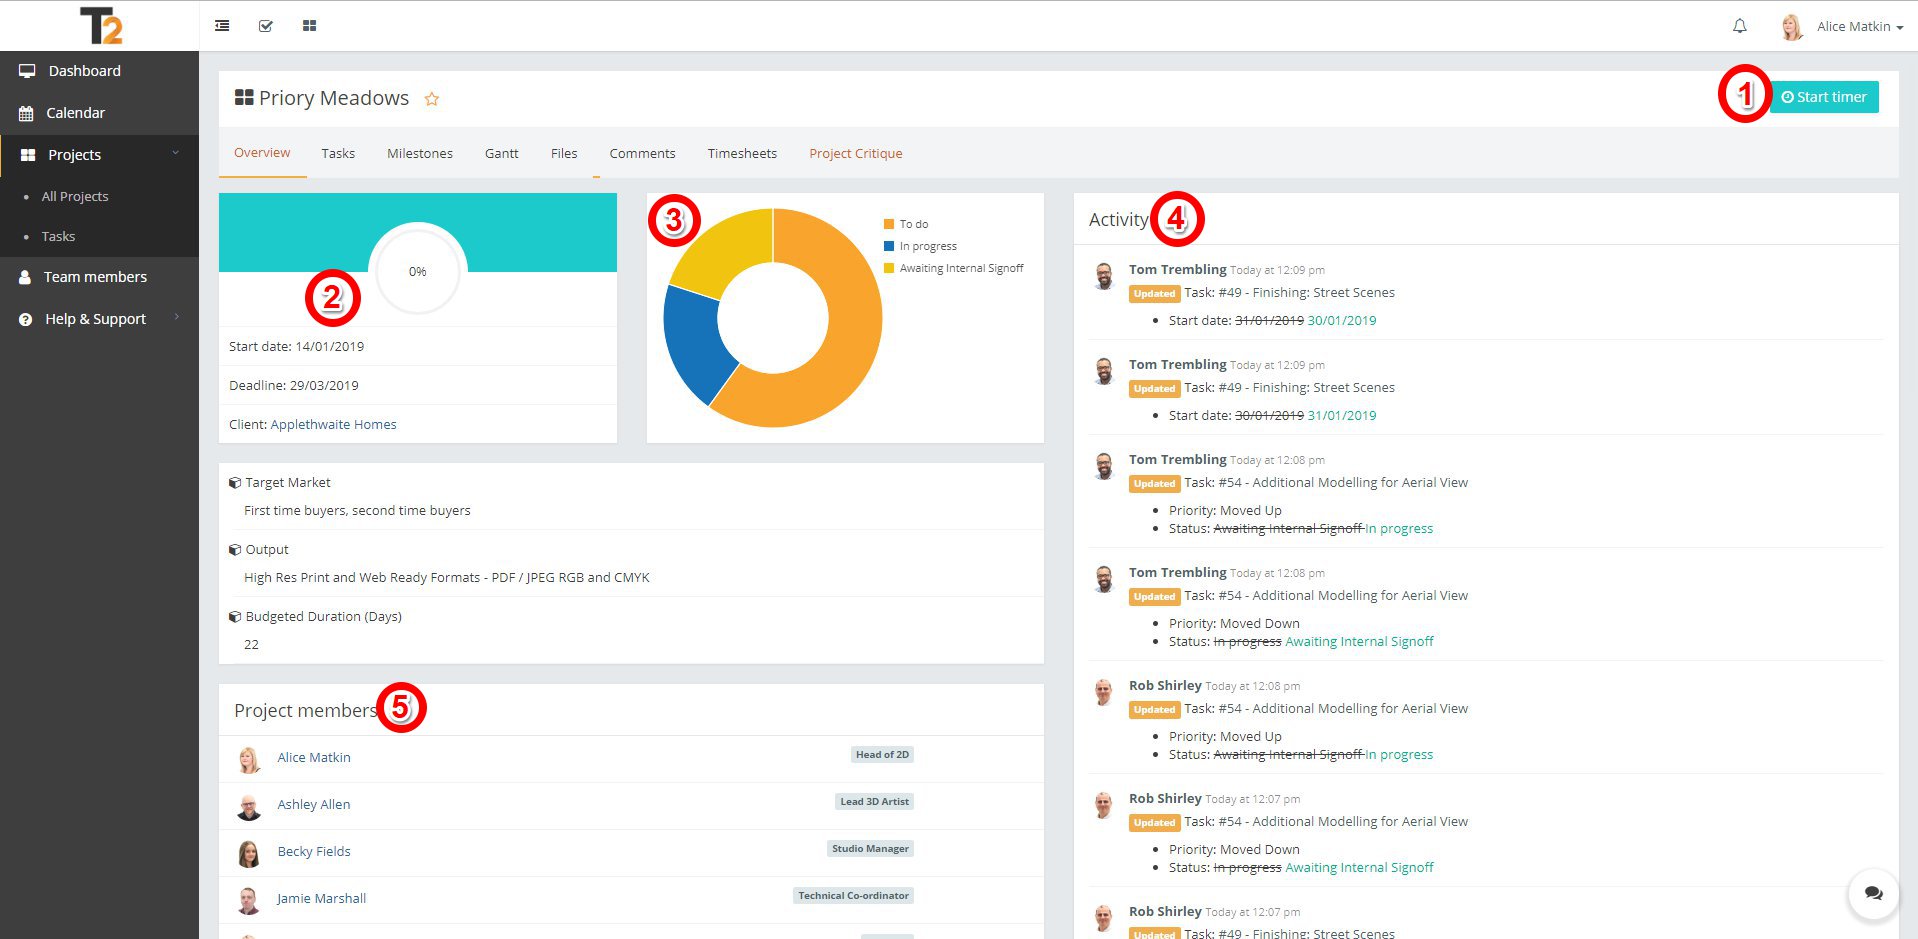 T2
Alice Matkin
Dashboard
Calendar
Projects
All Projects
Tasks
Team members
Help & Support
Priory Meadows
1
Start timer
Overview
Tasks
Milestones
Gantt
Files
Comments
Timesheets
Project Critique
0%
2
Start date: 14/01/2019
Deadline: 29/03/2019
Client: Applethwaite Homes
3
To do
In progress
Awaiting Internal Signoff
Target Market
First time buyers, second time buyers
Output
High Res Print and Web Ready Formats - PDF / JPEG RGB and CMYK
Budgeted Duration (Days)
22
Project members
5
Alice Matkin
Head of 2D
Ashley Allen
Lead 3D Artist
Becky Fields
Studio Manager
Jamie Marshall
Technical Co-ordinator
Activity
4
Tom Trembling Today at 12:09 pm
Updated Task: #49 - Finishing: Street Scenes
Start date: 31/01/2019 30/01/2019
Tom Trembling Today at 12:09 pm
Updated Task: #49 - Finishing: Street Scenes
Start date: 30/01/2019 31/01/2019
Tom Trembling Today at 12:08 pm
Updated Task: #54 - Additional Modelling for Aerial View
Priority: Moved Up
Status: Awaiting Internal Signoff In progress
Tom Trembling Today at 12:08 pm
Updated Task: #54 - Additional Modelling for Aerial View
Priority: Moved Down
Status: In progress Awaiting Internal Signoff
Rob Shirley Today at 12:08 pm
Updated Task: #54 - Additional Modelling for Aerial View
Priority: Moved Up
Status: Awaiting Internal Signoff In progress
Rob Shirley Today at 12:07 pm
Updated Task: #54 - Additional Modelling for Aerial View
Priority: Moved Down
Status: In progress Awaiting Internal Signoff
Rob Shirley Today at 12:07 pm
Updated Task: #49 - Finishing: Street Scenes